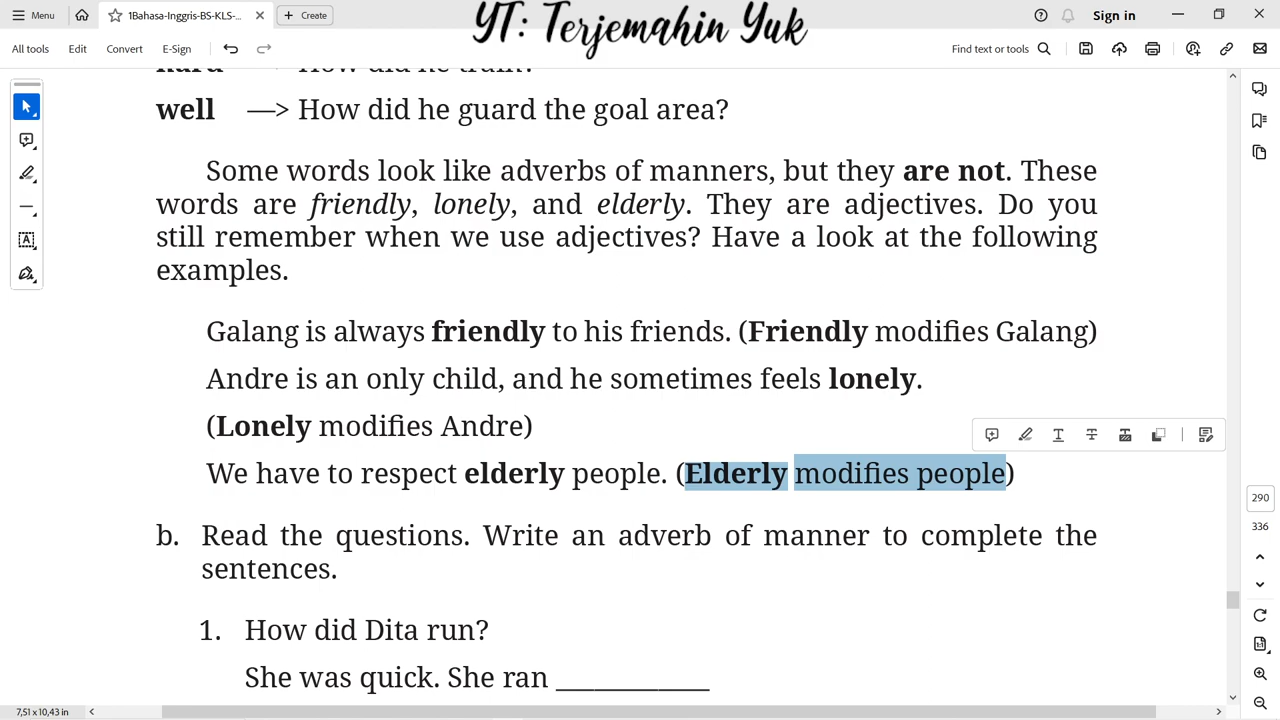 Menu
1Bahasa-Inggris-BS-KLS-...
Create
YT: Terjemahin Yuk
Sign in
All tools Edit Convert E-Sign
Find text or tools
hard —> How did he train?
well —> How did he guard the goal area?
Some words look like adverbs of manners, but they are not. These
words are friendly, lonely, and elderly. They are adjectives. Do you
still remember when we use adjectives? Have a look at the following
examples.
Galang is always friendly to his friends. (Friendly modifies Galang)
Andre is an only child, and he sometimes feels lonely.
(Lonely modifies Andre)
We have to respect elderly people. (Elderly modifies people)
b. Read the questions. Write an adverb of manner to complete the
sentences.
1. How did Dita run?
She was quick. She ran ___________
290
336
7,51 x 10,43 in